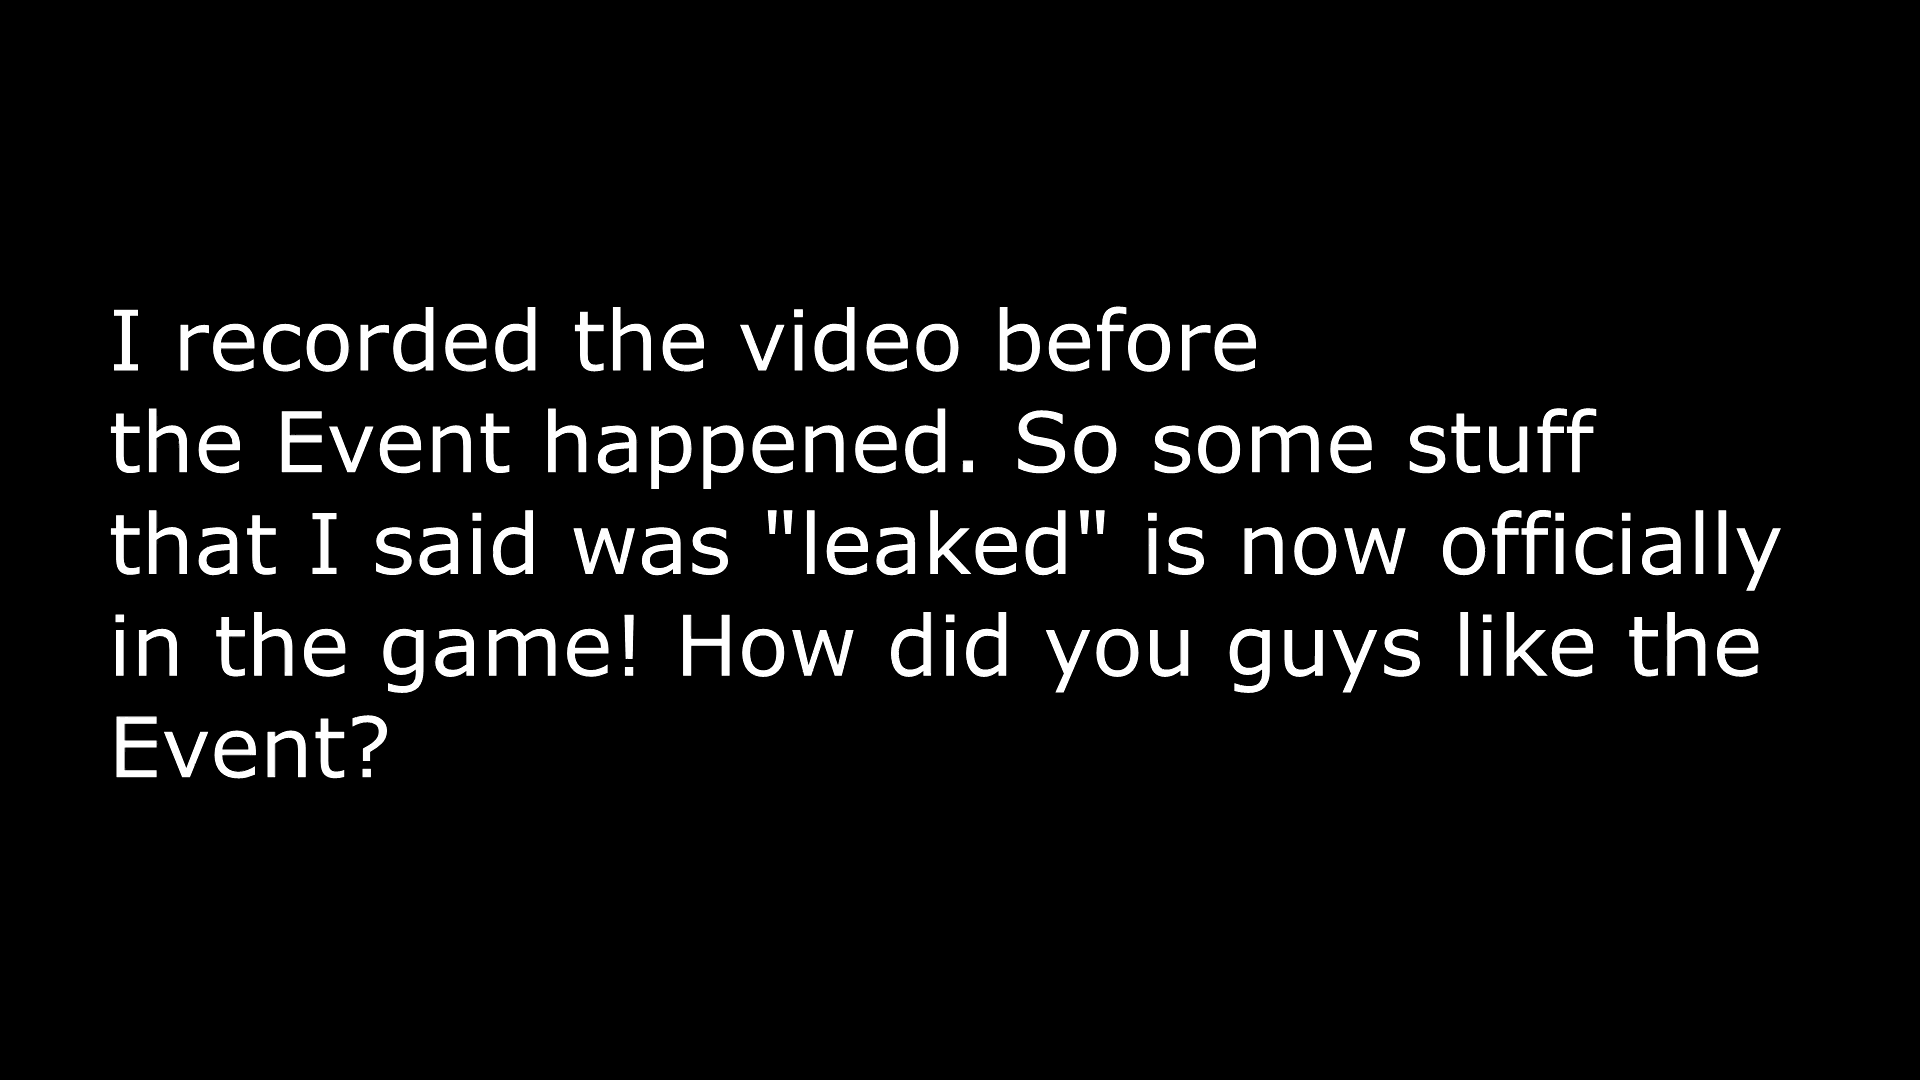 I recorded the video before
the Event happened. So some stuff
that I said was "leaked" is now officially
in the game! How did you guys like the
Event?